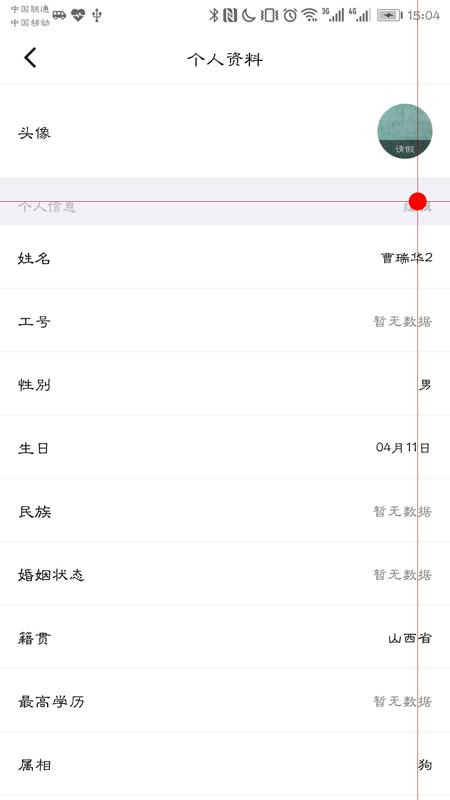 中国联通
中国移动
3G
4G
15:04
个人资料
头像
请假
个人信息
编辑
姓名
曹瑞华2
工号
暂无数据
性别
男
生日
04月11日
民族
暂无数据
婚姻状态
暂无数据
籍贯
山西省
最高学历
暂无数据
属相
狗